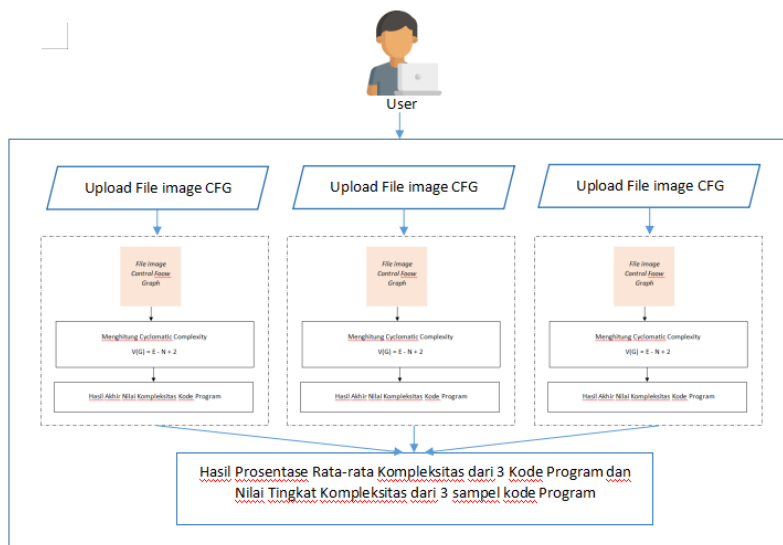 User
Upload File image CFG
Upload File image CFG
Upload File image CFG
File image
Control Foow
Graph
Menghitung Cyclomatic Complexity
V(G) = E - N + 2
Hasil Akhir Nilai Kompleksitas Kode Program
File image
Control Foow
Graph
Menghitung Cyclomatic Complexity
V(G) = E - N + 2
Hasil Akhir Nilai Kompleksitas Kode Program
File image
Control Foow
Graph
Menghitung Cyclomatic Complexity
V(G) = E - N + 2
Hasil Akhir Nilai Kompleksitas Kode Program
Hasil Prosentase Rata-rata Kompleksitas dari 3 Kode Program dan
Nilai Tingkat Kompleksitas dari 3 sampel kode Program